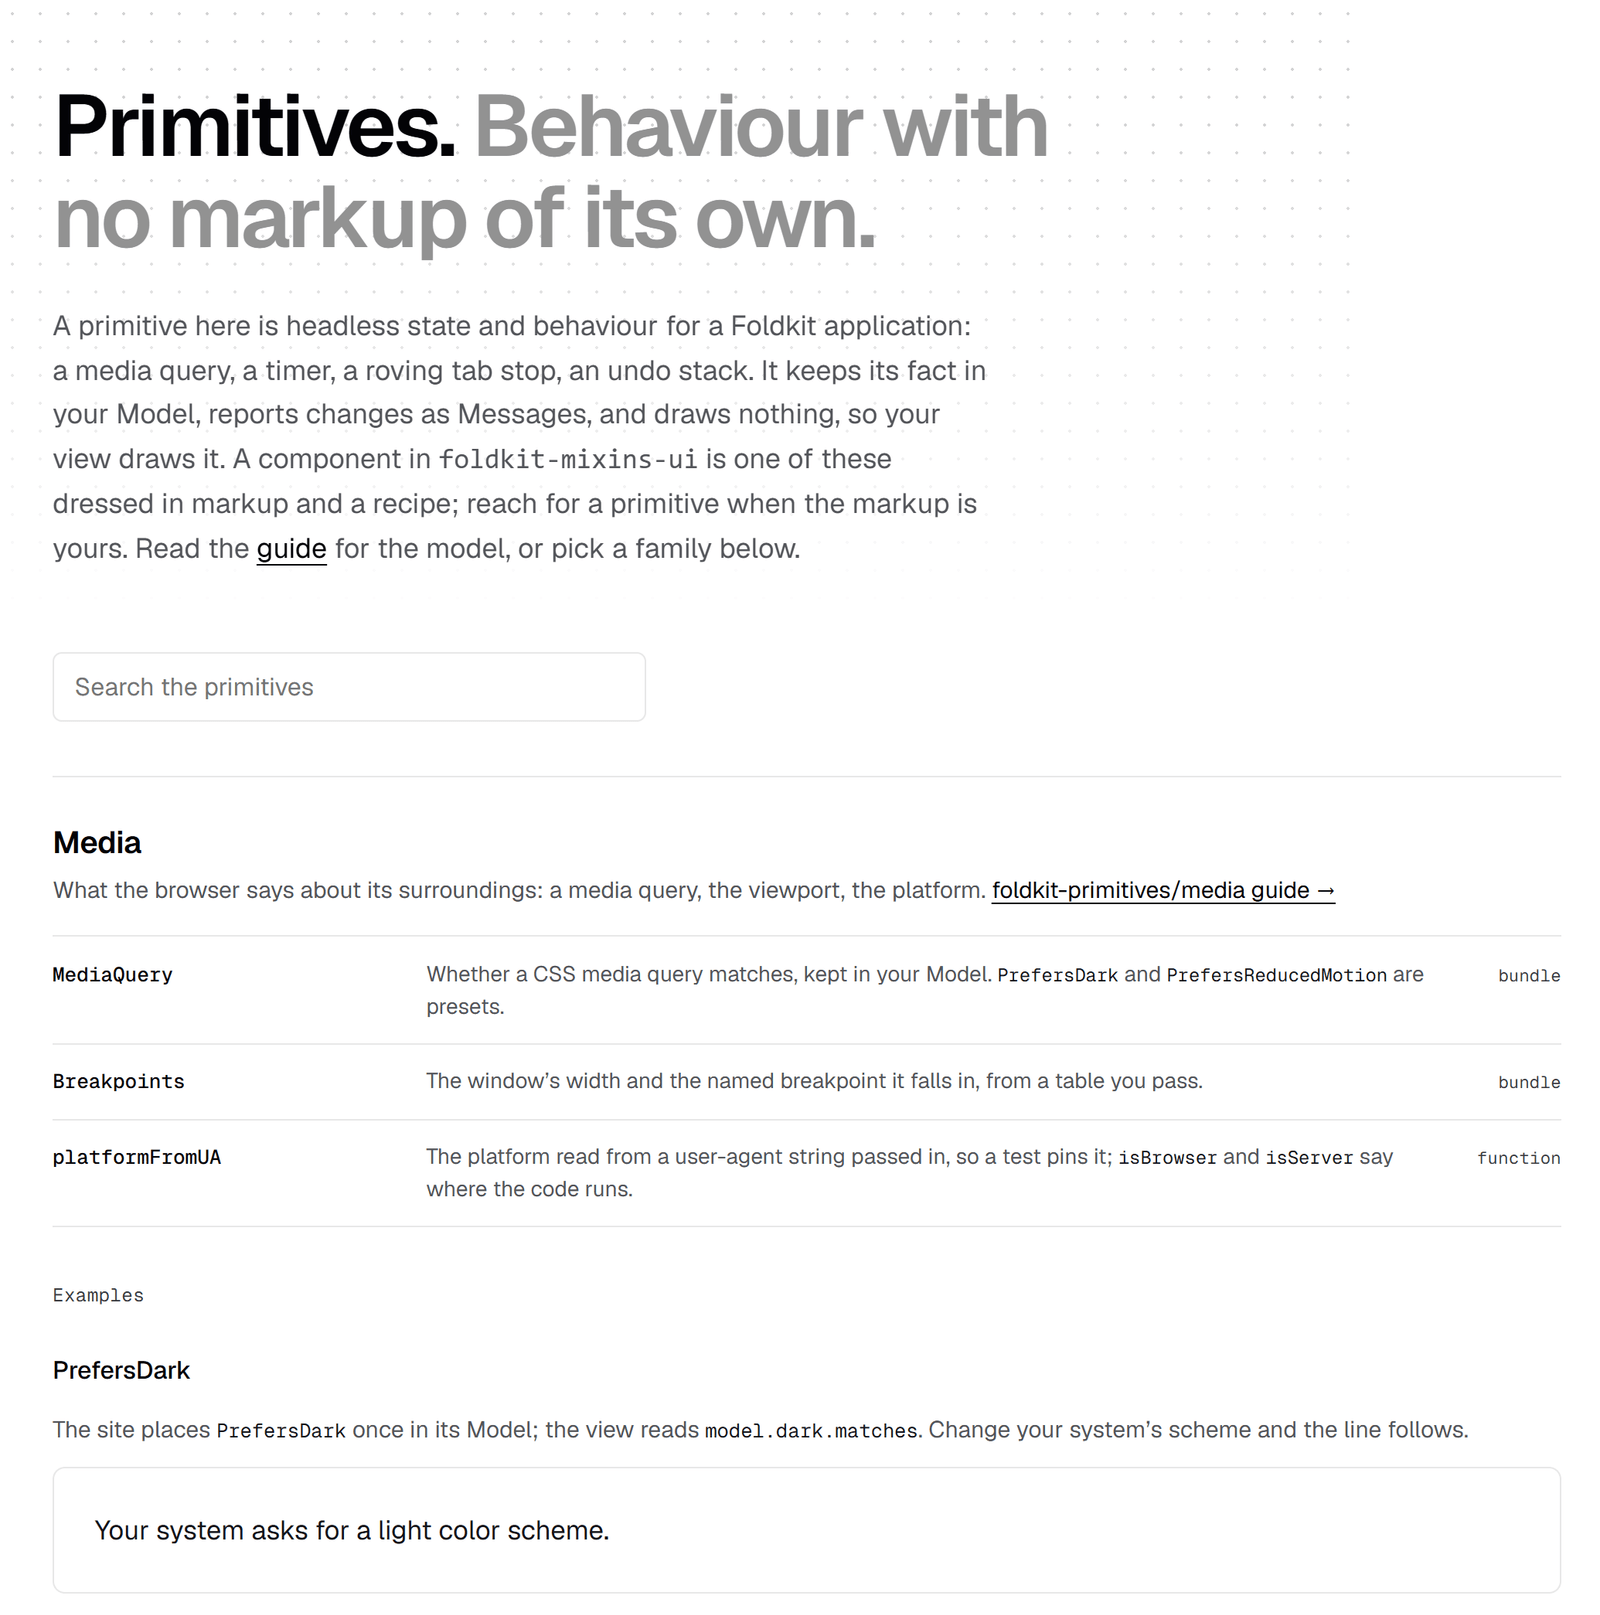 Primitives. Behaviour with
no markup of its own.
A primitive here is headless state and behaviour for a Foldkit application:
a media query, a timer, a roving tab stop, an undo stack. It keeps its fact in
your Model, reports changes as Messages, and draws nothing, so your
view draws it. A component in foldkit-mixins-ui is one of these
dressed in markup and a recipe; reach for a primitive when the markup is
yours. Read the guide for the model, or pick a family below.
Search the primitives
Media
What the browser says about its surroundings: a media query, the viewport, the platform. foldkit-primitives/media guide →
MediaQuery
Whether a CSS media query matches, kept in your Model. PrefersDark and PrefersReducedMotion are
presets.
bundle
Breakpoints
The window’s width and the named breakpoint it falls in, from a table you pass.
bundle
platformFromUA
The platform read from a user-agent string passed in, so a test pins it; isBrowser and isServer say
where the code runs.
function
Examples
PrefersDark
The site places PrefersDark once in its Model; the view reads model.dark.matches. Change your system’s scheme and the line follows.
Your system asks for a light color scheme.